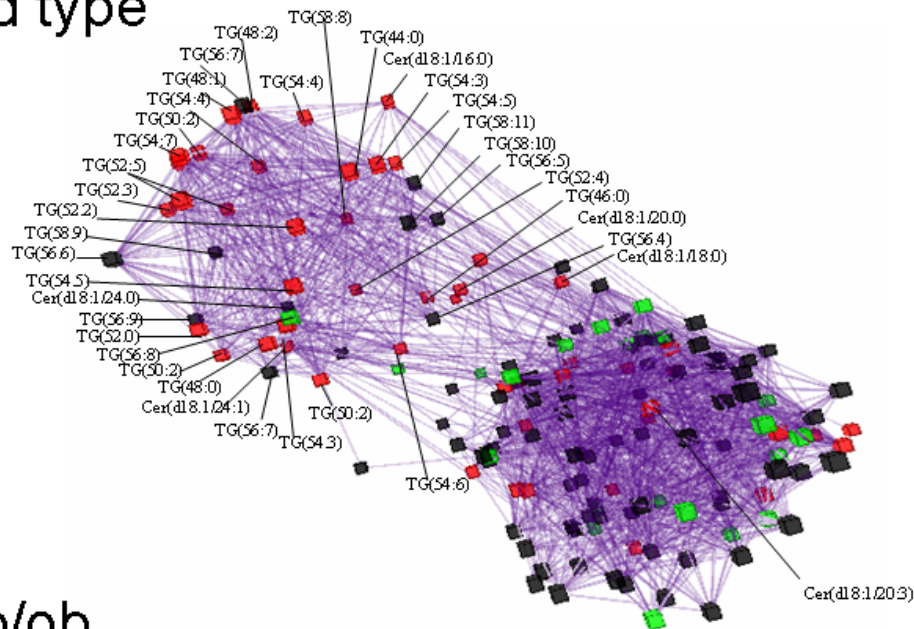 d type
TG(58:8)
TG(48:2)
TG(44:0)
TG(56:7)
Cer(d18:1/16:0)
TG(48:1)
TG(54:4)
TG(54:3)
TG(54:4)
TG(54:5)
TG(50:2)
TG(58:11)
TG(54:7)
TG(58:10)
TG(52:5)
TG(56:5)
TG(52:3)
TG(52:4)
TG(52:2)
TG(46:0)
TG(58:9)
Cer(d18:1/20:0)
TG(56:6)
TG(56:4)
Cer(d18:1/18:0)
TG(54:5)
Cer(d18:1/24:0)
TG(56:9)
TG(52:0)
TG(56:8)
TG(50:2)
TG(48:0)
Cer(d18:1/24:1)
TG(50:2)
TG(56:7)
TG(54:3)
TG(54:6)
Cer(d18:1/20:3)
b/ob